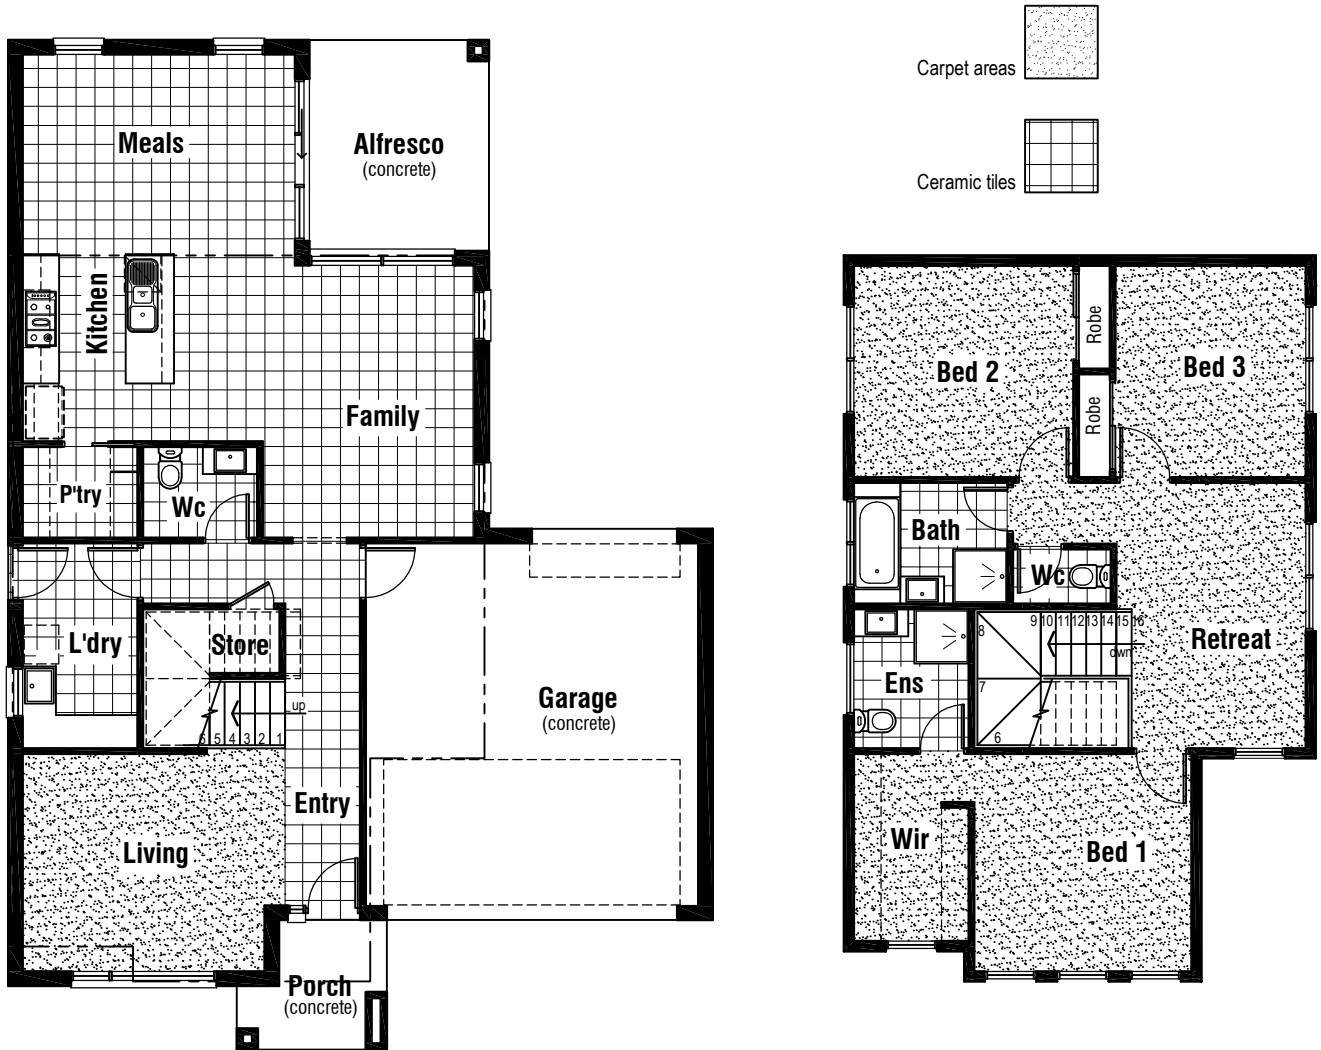 Meals
Alfresco
(concrete)
Kitchen
Family
P'try
Wc
L'dry
Store
up
6 5 4 3 2 1
Garage
(concrete)
Entry
Living
Porch
(concrete)
Carpet areas
Ceramic tiles
Bed 2
Robe
Robe
Bed 3
Bath
Wc
8
9 10 11 12 13 14 15 16
own
Retreat
Ens
7
6
Wir
Bed 1